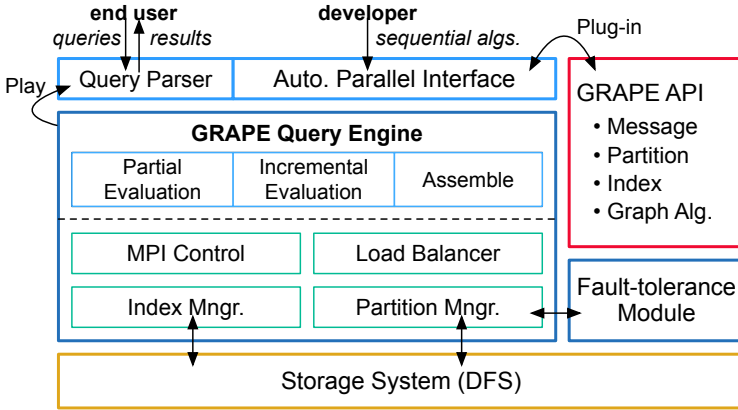 end user
developer
queries
results
sequential algs.
Plug-in
Play
Query Parser
Auto. Parallel Interface
GRAPE API
• Message
• Partition
• Index
• Graph Alg.
GRAPE Query Engine
Partial
Evaluation
Incremental
Evaluation
Assemble
MPI Control
Load Balancer
Index Mngr.
Partition Mngr.
Fault-tolerance
Module
Storage System (DFS)